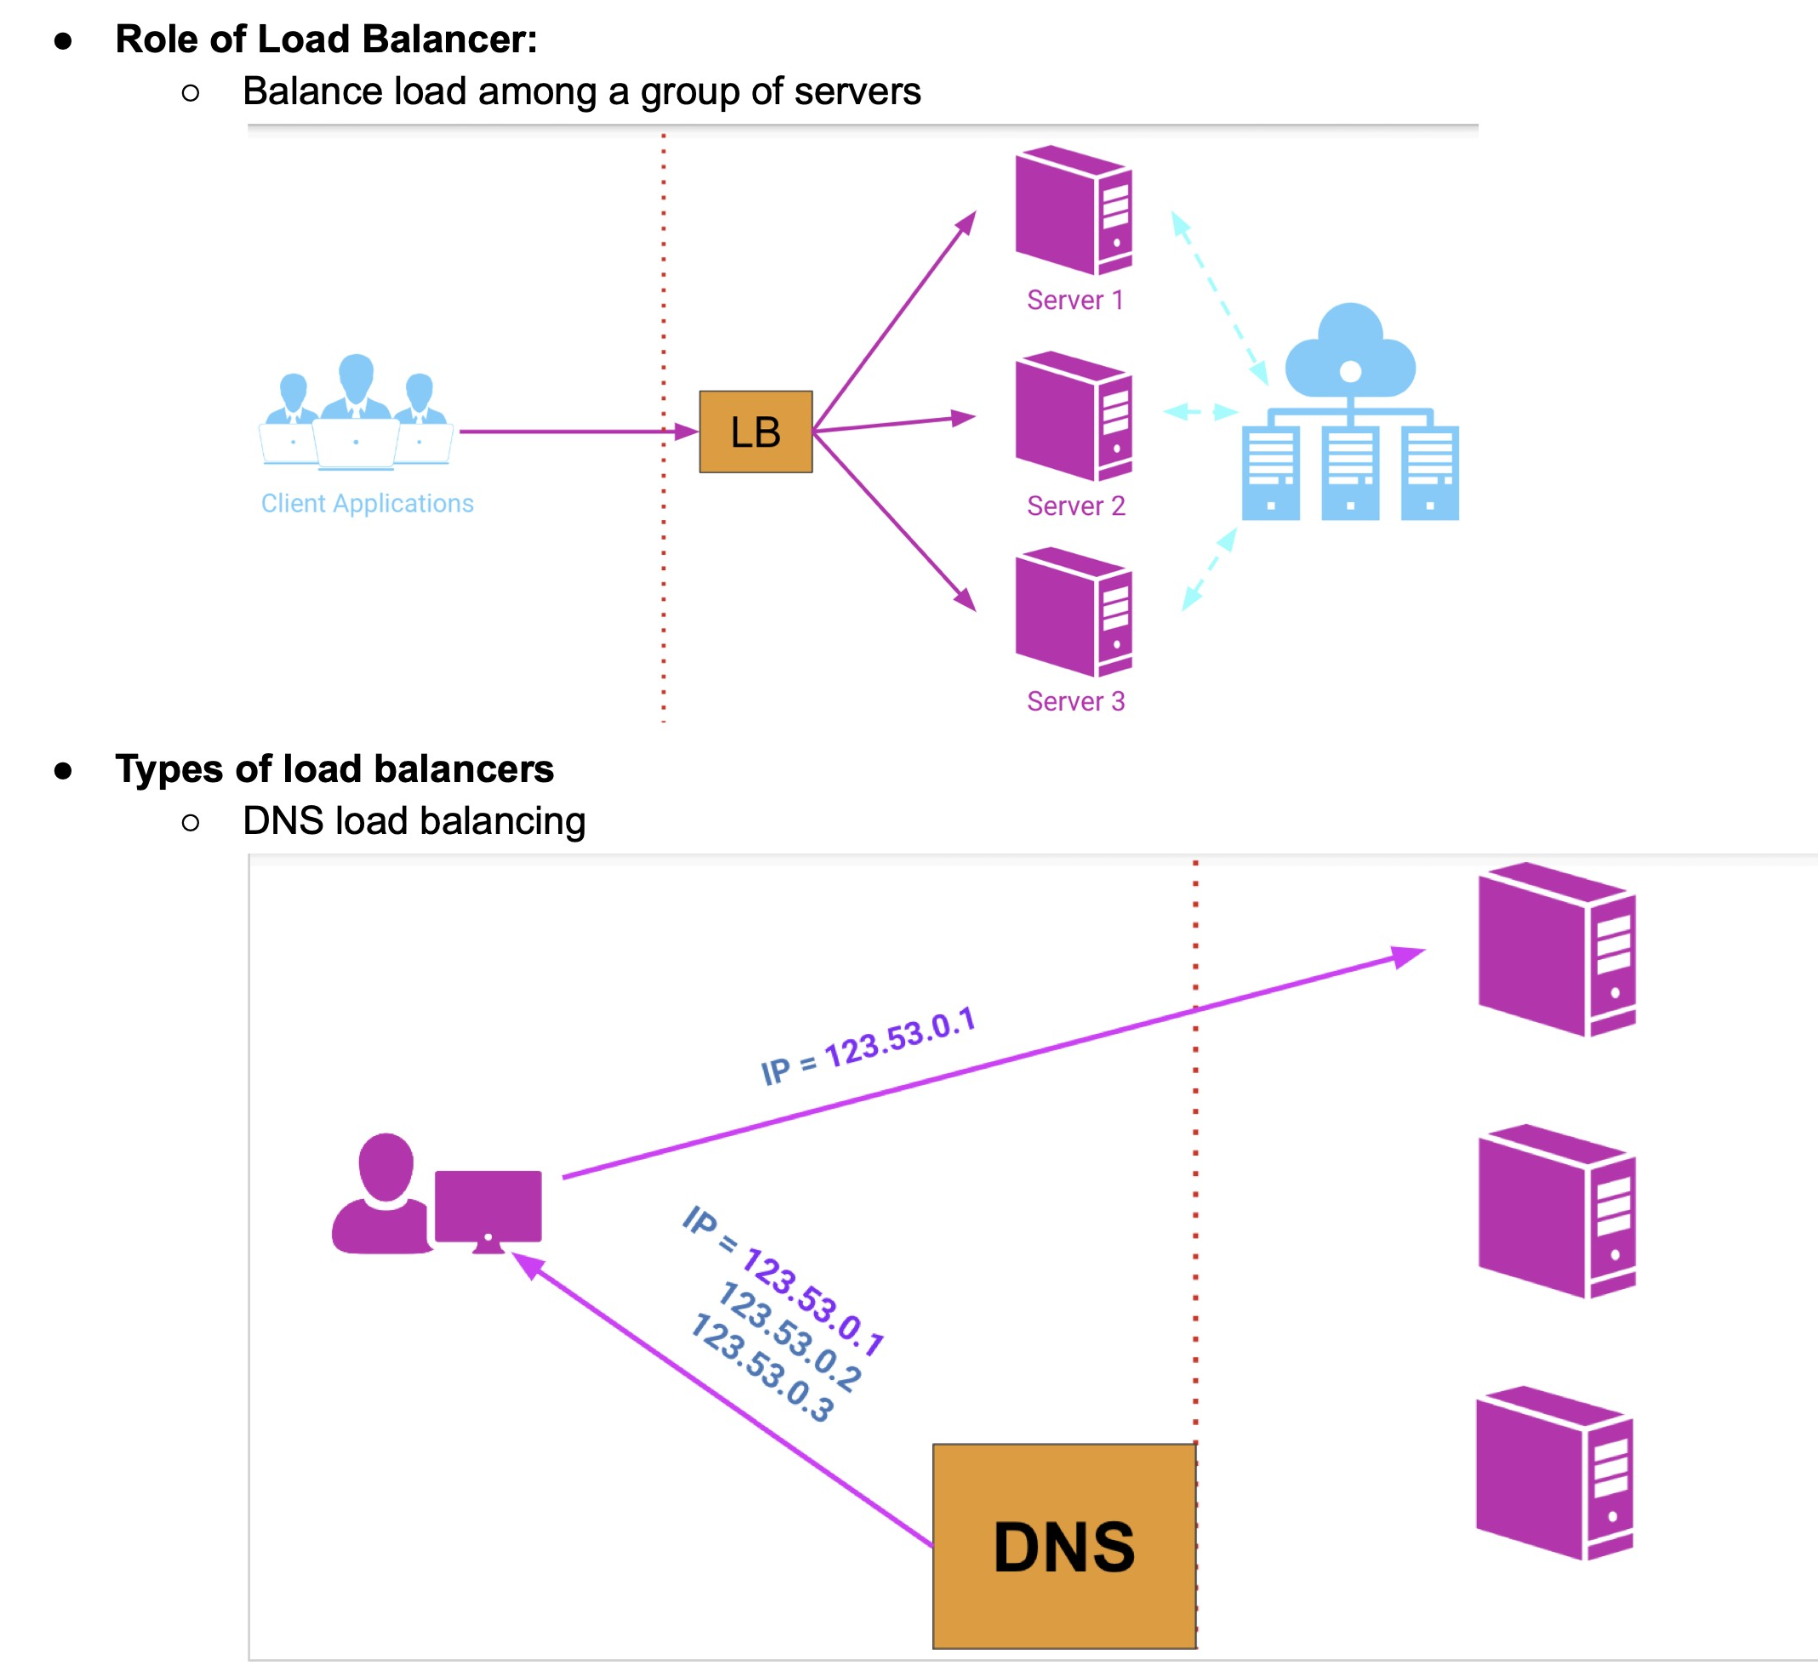 ● Role of Load Balancer:
○ Balance load among a group of servers
Server 1
LB
Client Applications
Server 2
Server 3
● Types of load balancers
○ DNS load balancing
IP = 123.53.0.1
IP = 123.53.0.1
123.53.0.2
123.53.0.3
DNS